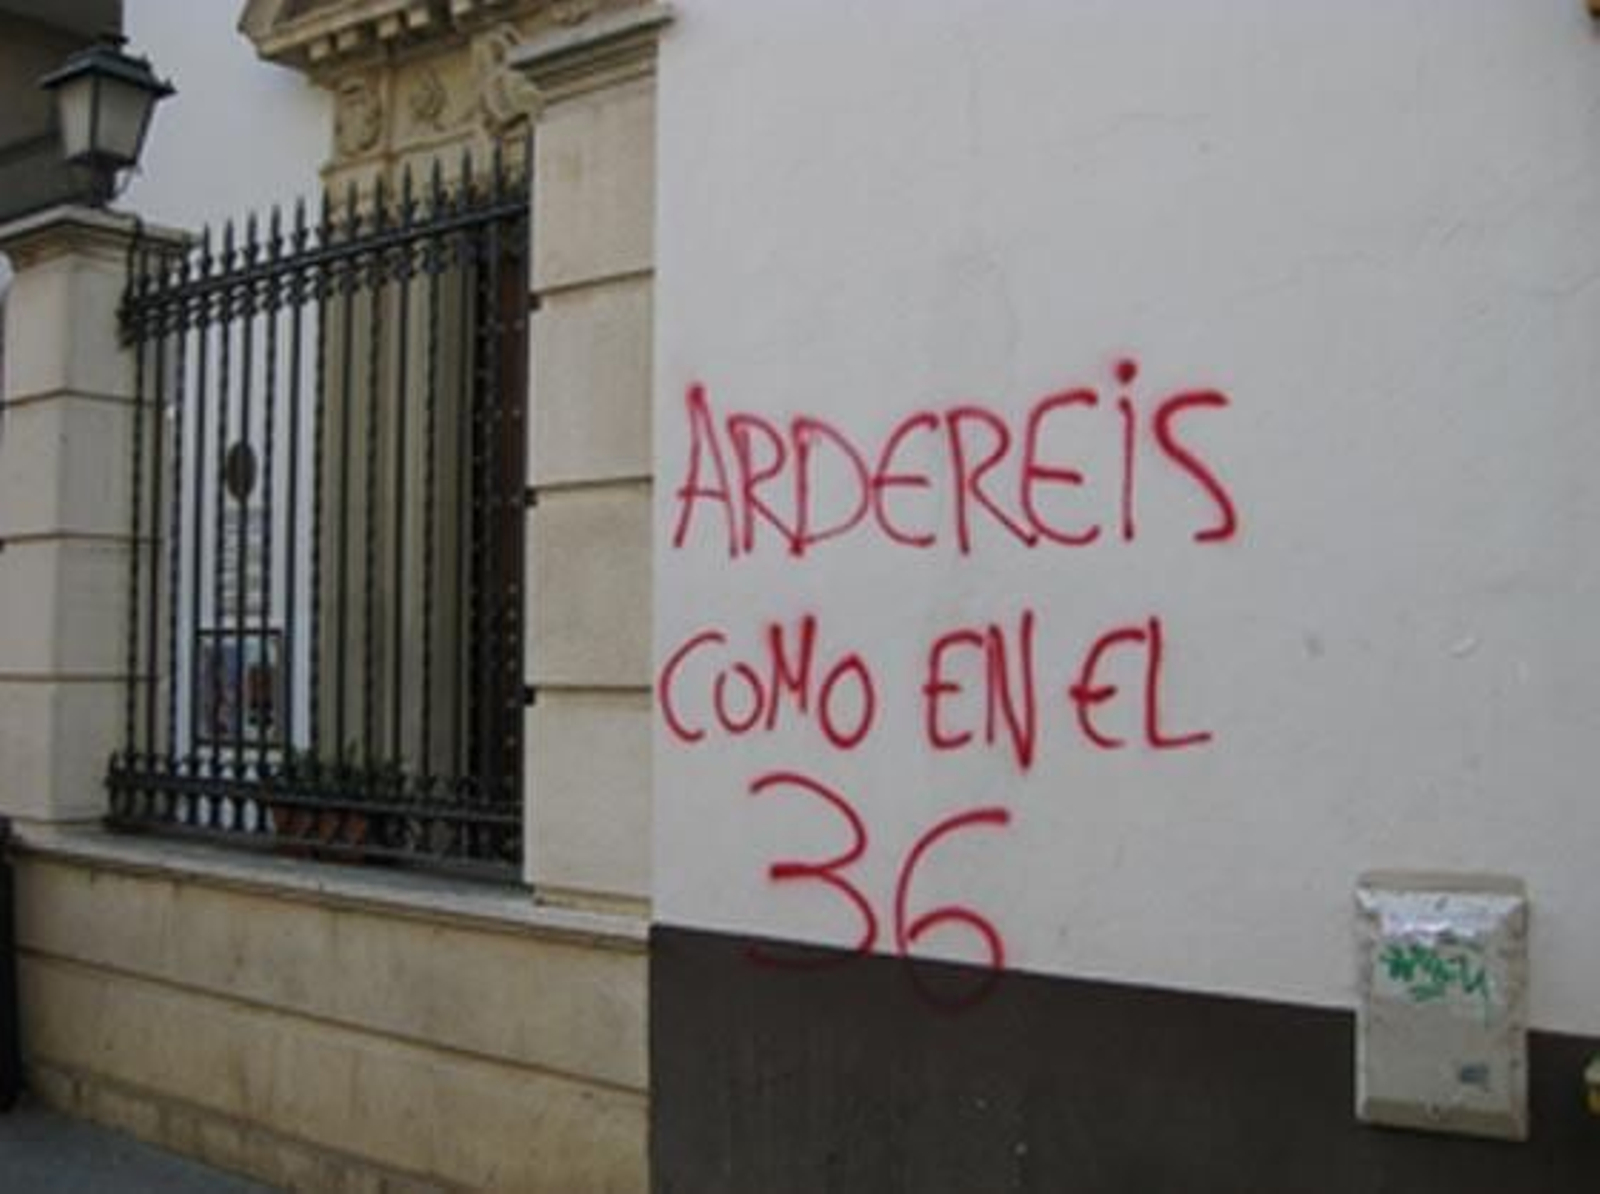 ARDEREiS
COMO EN EL
36